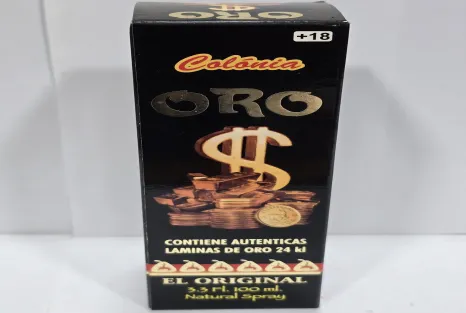 ORO
+18
Colónia
ORO
$
CONTIENE AUTENTICAS
LAMINAS DE ORO 24 kl
EL ORIGINAL
3.3 Fl. 100 ml.
Natural Spray